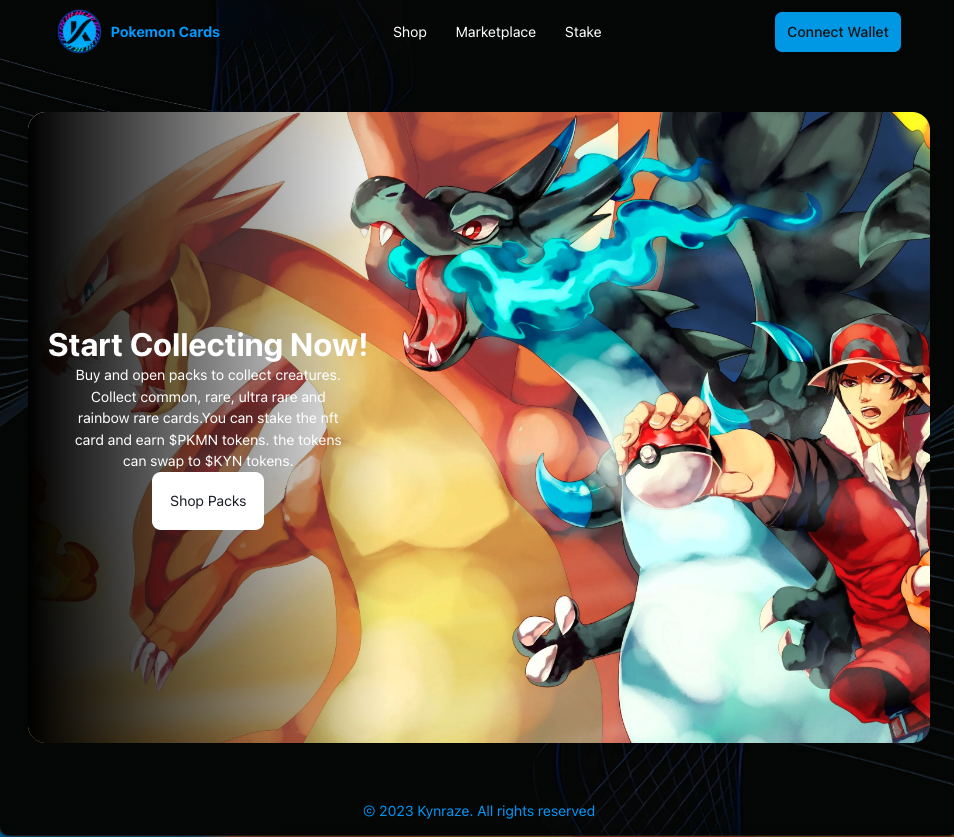 Pokemon Cards
Shop
Marketplace
Stake
Connect Wallet
Start Collecting Now!
Buy and open packs to collect creatures.
Collect common, rare, ultra rare and
rainbow rare cards.You can stake the nft
card and earn $PKMN tokens. the tokens
can swap to $KYN tokens.
Shop Packs
© 2023 Kynraze. All rights reserved